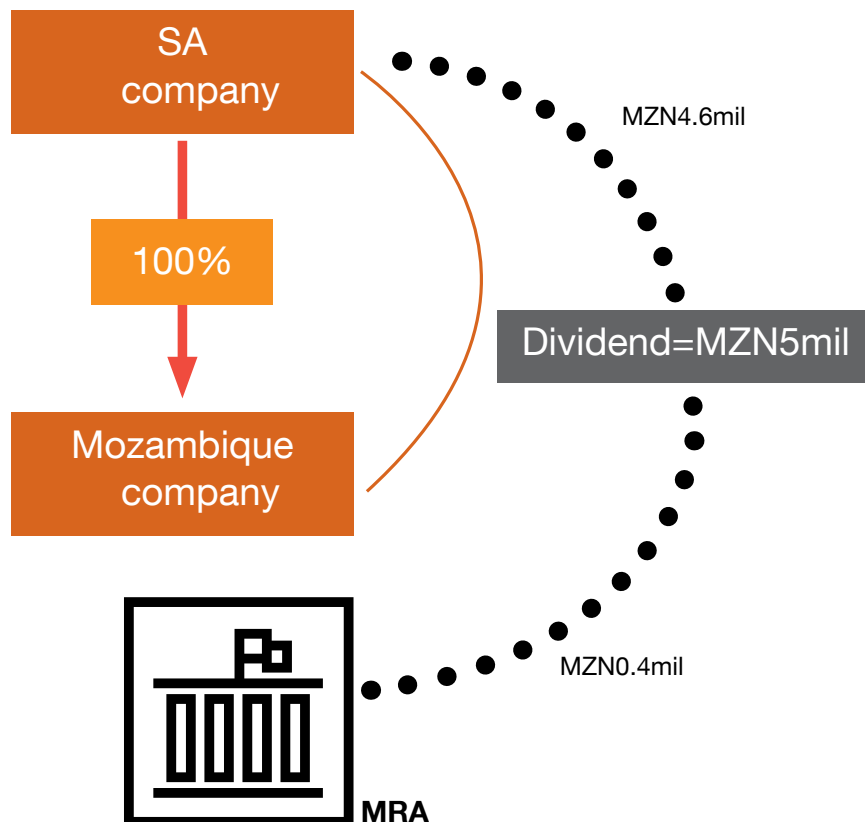 SA
company
MZN4.6mil
100%
Dividend=MZN5mil
Mozambique
company
MZN0.4mil
MRA